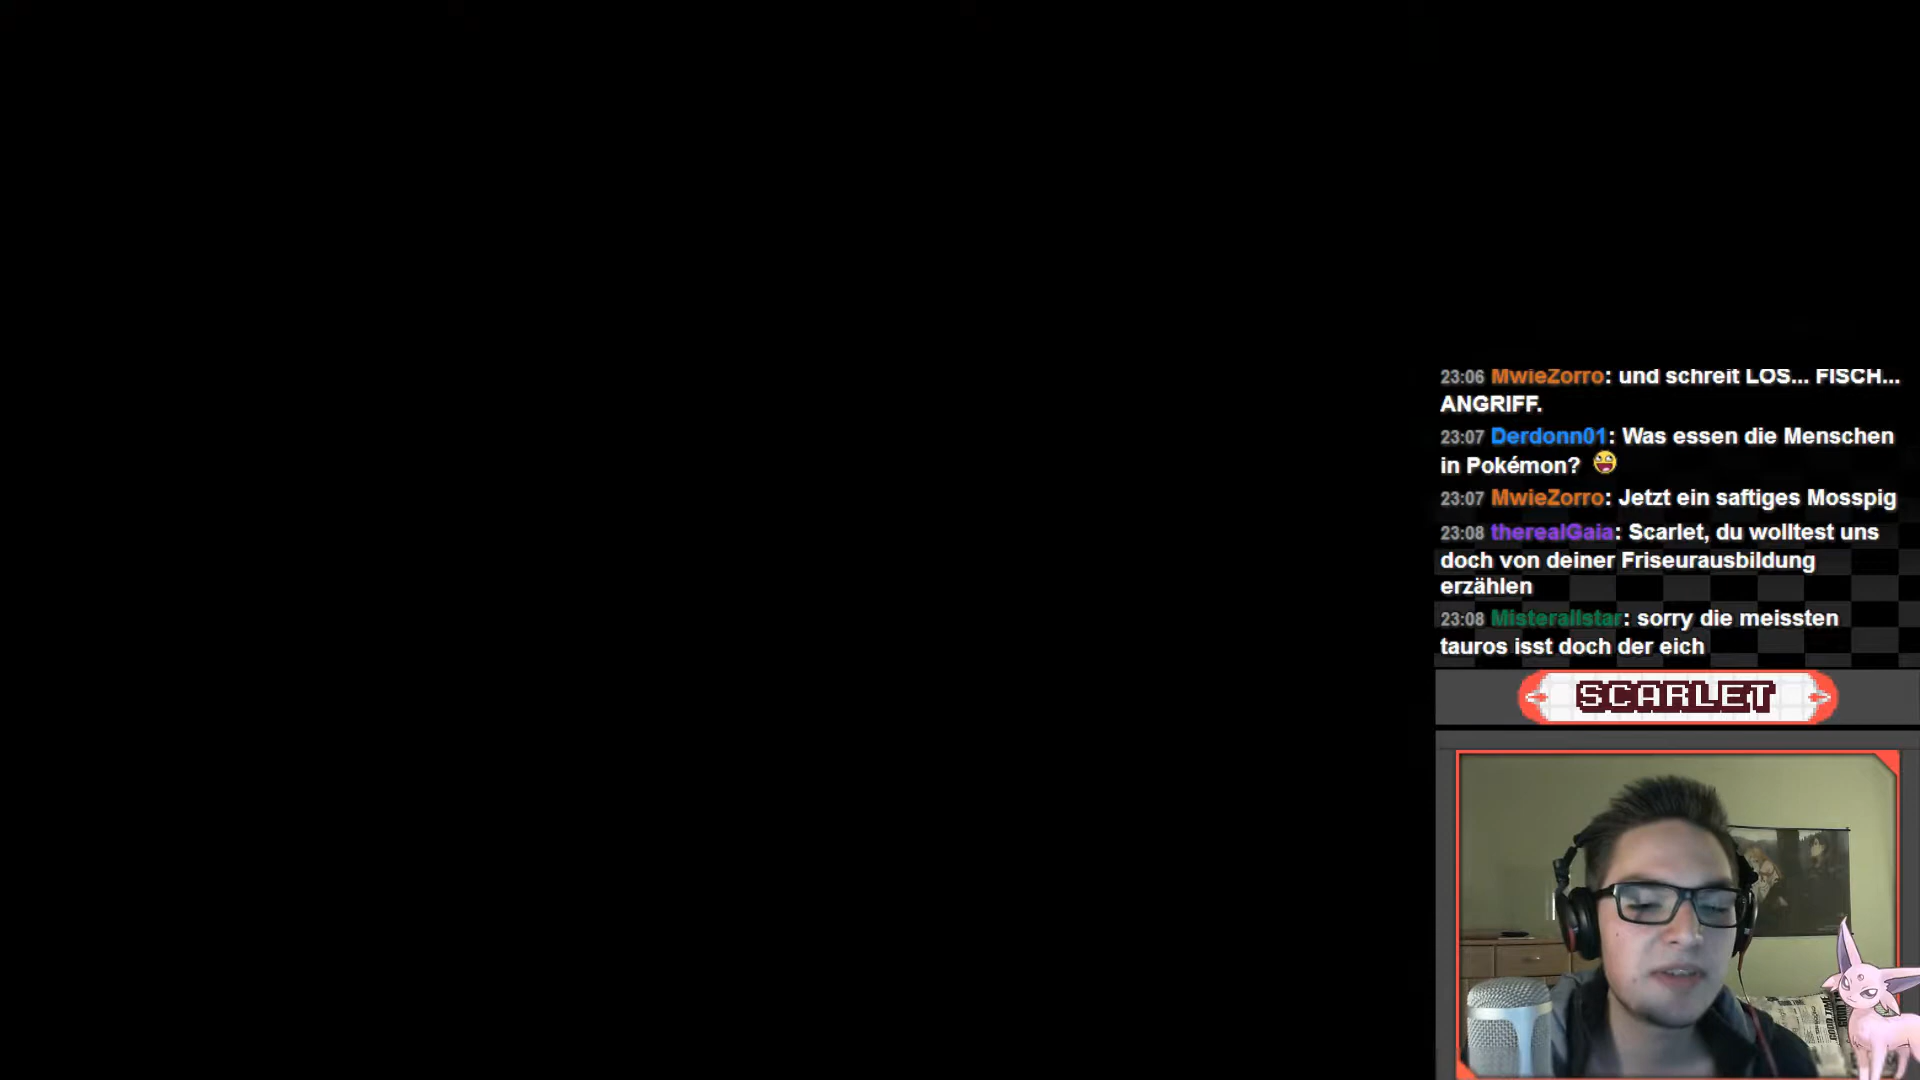 23:06 MwieZorro: und schreit LOS... FISCH...
ANGRIFF.
23:07 Derdonn01: Was essen die Menschen
in Pokémon?
23:07 MwieZorro: Jetzt ein saftiges Mosspig
23:08 therealGaia: Scarlet, du wolltest uns
doch von deiner Friseurausbildung
erzählen
23:08 Misterallstar: sorry die meissten
tauros isst doch der eich
SCARLET
GOOD TIME